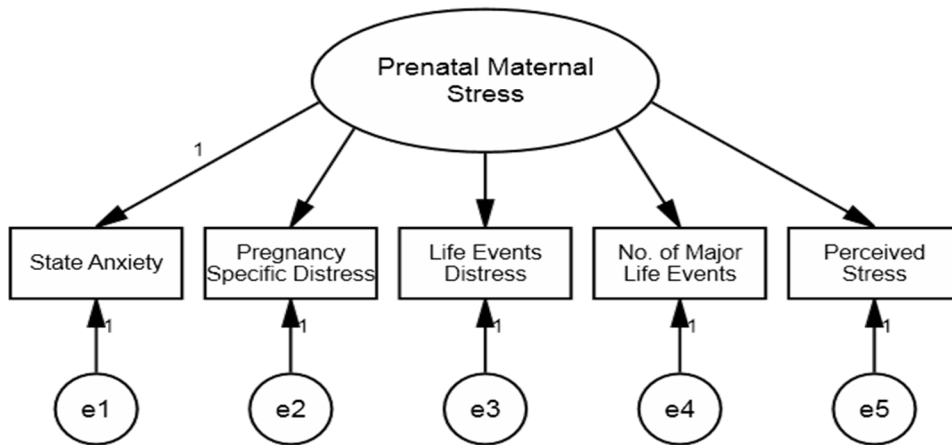 Prenatal Maternal
Stress
1
State Anxiety
Pregnancy
Specific Distress
Life Events
Distress
No. of Major
Life Events
Perceived
Stress
1
1
1
1
1
e1
e2
e3
e4
e5